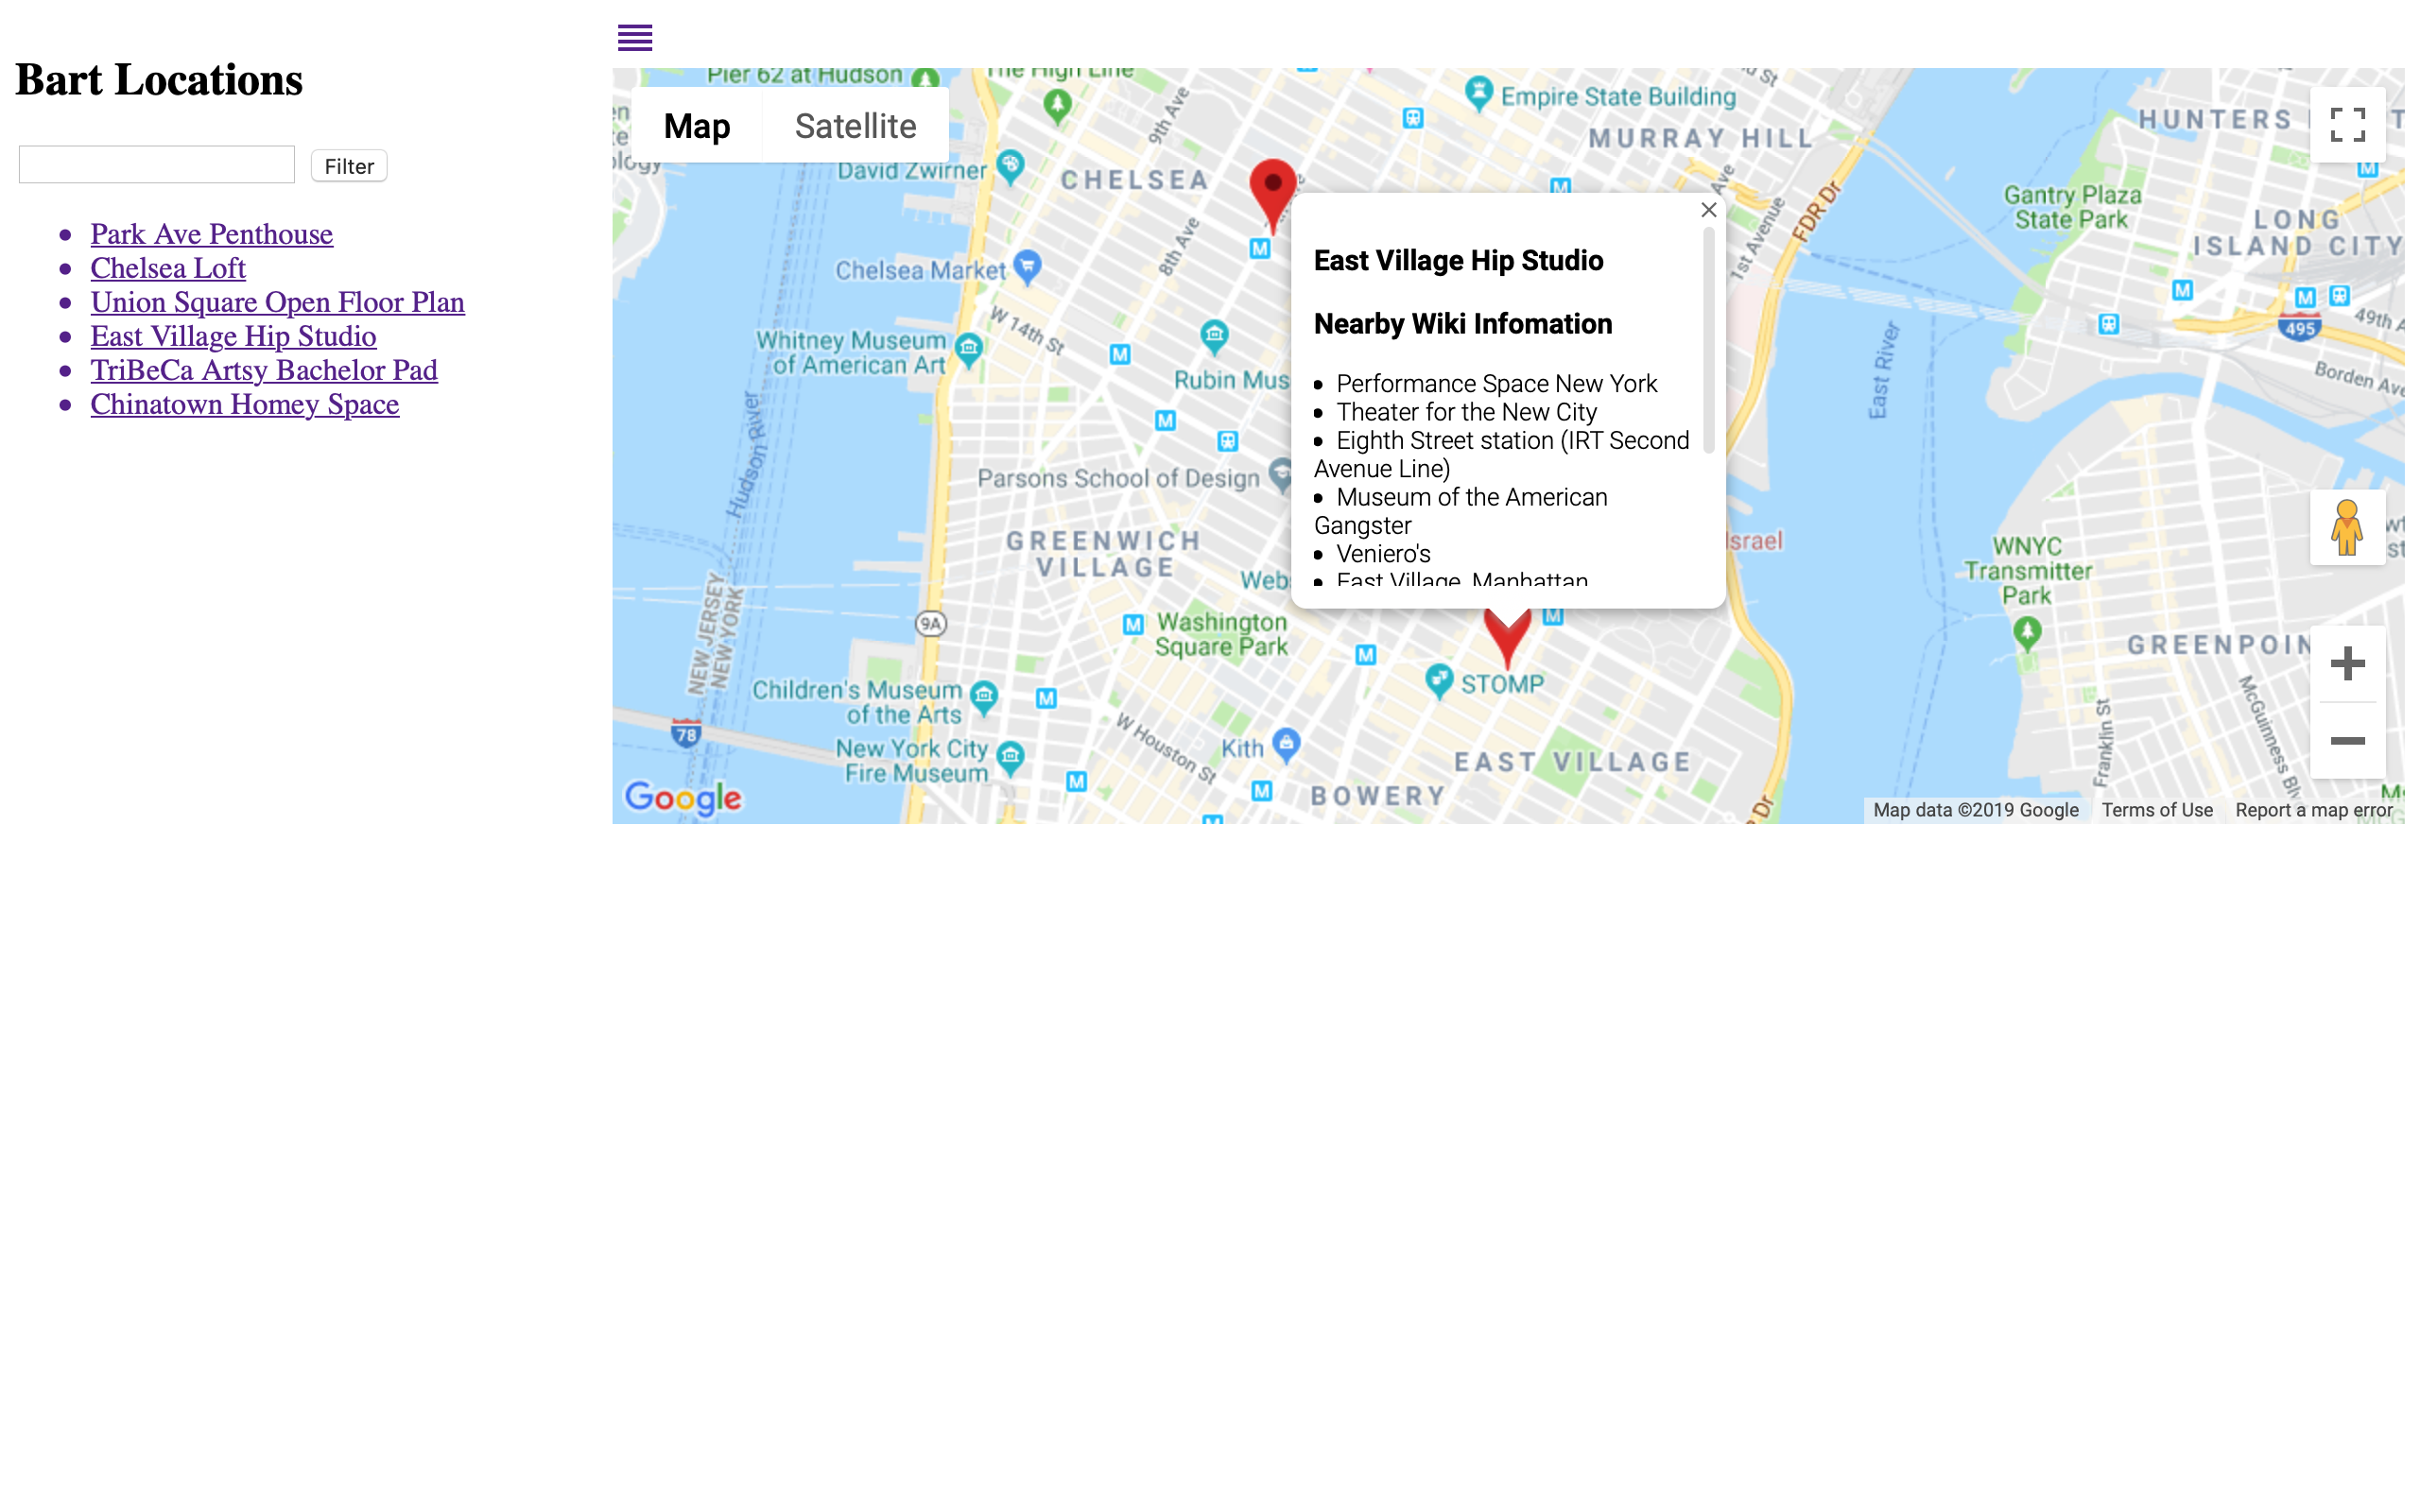 Bart Locations
Filter
Park Ave Penthouse
Chelsea Loft
Union Square Open Floor Plan
East Village Hip Studio
TriBeCa Artsy Bachelor Pad
Chinatown Homey Space
Pier 62 at Hudson
The High Line
Map
Satellite
9th Ave
Empire State Building
MURRAY HILL
HUNTERS
David Zwirner
CHELSEA
8th Ave
1st Avenue
FDR Dr
Gantry Plaza
State Park
LONG
ISLAND CITY
Chelsea Market
W 14th St
Whitney Museum
of American Art
Rubin Mus
Hudson River
East River
495
49th A
Borden Ave
East Village Hip Studio
Nearby Wiki Infomation
Performance Space New York
Theater for the New City
Eighth Street station (IRT Second
Avenue Line)
Museum of the American
Gangster
Veniero's
East Village, Manhattan
Parsons School of Design
GREENWICH
VILLAGE
Israel
WNYC
Transmitter
Park
Webs
NEW JERSEY
NEW YORK
9A
Washington
Square Park
GREENPOIN
STOMP
Children's Museum
of the Arts
W Houston St
Kith
Franklin St
McGuinness Blv
78
New York City
Fire Museum
EAST VILLAGE
BOWERY
Google
Map data ©2019 Google
Terms of Use
Report a map error